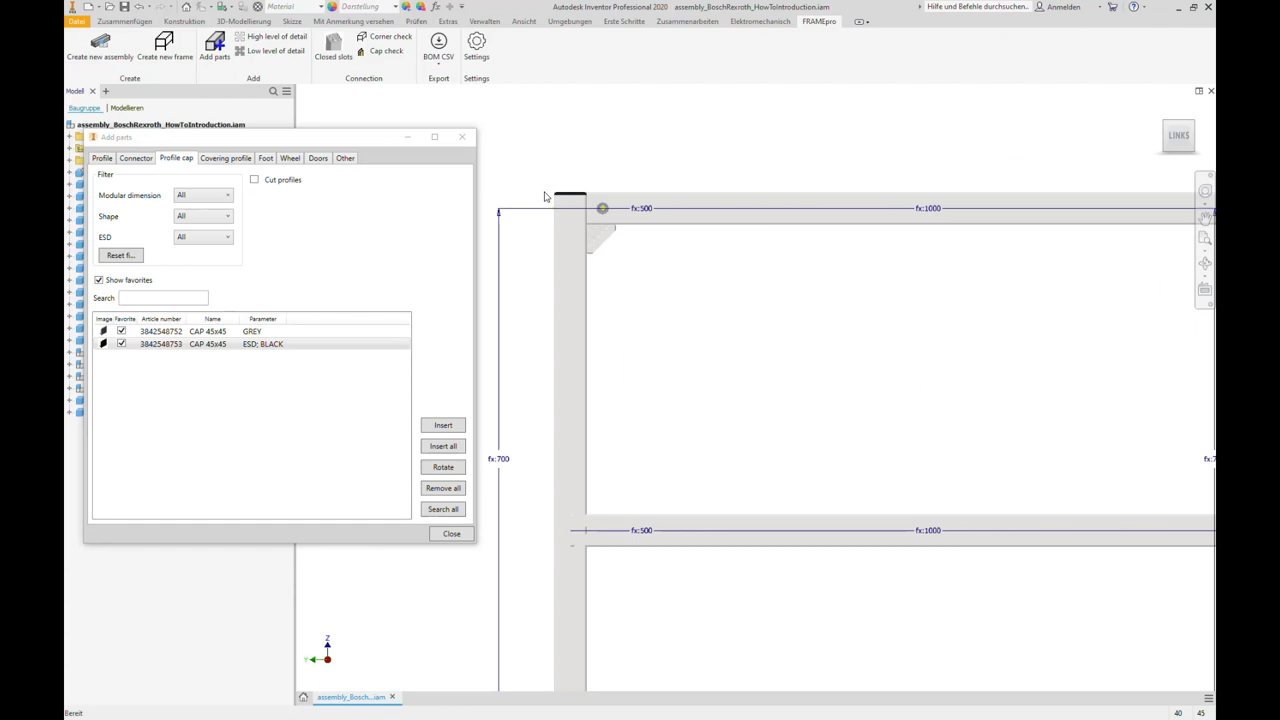 Material
Darstellung
Autodesk Inventor Professional 2020
assembly_BoschRexroth_HowToIntroduction.iam
Hilfe und Befehle durchsuchen...
Anmelden
Datei
Zusammenfügen
Konstruktion
3D-Modellierung
Skizze
Mit Anmerkung versehen
Prüfen
Extras
Verwalten
Ansicht
Umgebungen
Erste Schritte
Zusammenarbeiten
Elektromechanisch
FRAMEpro
Create new assembly
Create new frame
Add parts
High level of detail
Low level of detail
Closed slots
Corner check
Cap check
BOM CSV
Settings
Create
Add
Connection
Export
Settings
Modell
Baugruppe
Modellieren
assembly_BoschRexroth_HowToIntroduction.iam
Add parts
Profile
Connector
Profile cap
Covering profile
Foot
Wheel
Doors
Other
Filter
Cut profiles
Modular dimension
All
Shape
All
ESD
All
Reset fi...
Show favorites
Search
Image Favorite Article number Name Parameter
3842548752 CAP 45x45 GREY
3842548753 CAP 45x45 ESD; BLACK
Insert
Insert all
Rotate
Remove all
Search all
Close
LINKS
fx:500
fx:1000
fx:700
fx:7
fx:500
fx:1000
Z
Y
assembly_Bosch...iam
Bereit
40 45